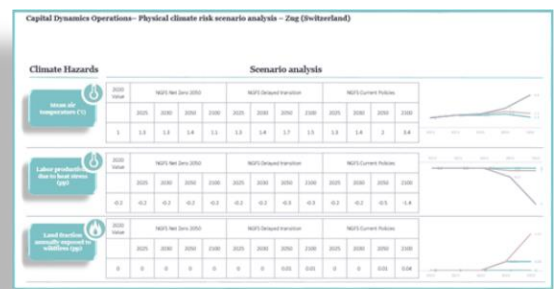 Capital Dynamics Operations– Physical climate risk scenario analysis – Zug (Switzerland)
Climate Hazards Scenario analysis
Mean air
temperature (°)
2020 Value NGFS Net Zero 2050 NGFS Delayed transition NGFS Current Policies
2025 2030 2050 2100 2025 2030 2050 2100 2025 2030 2050 2100
1 1.3 1.3 1.4 1.1 1.3 1.4 1.7 1.5 1.3 1.4 2 3.4
Labor productivity
due to heat stress
(pp)
2020 Value NGFS Net Zero 2050 NGFS Delayed transition NGFS Current Policies
2025 2030 2050 2100 2025 2030 2050 2100 2025 2030 2050 2100
-0.2 -0.2 -0.2 -0.2 -0.2 -0.2 -0.2 -0.3 -0.3 -0.2 -0.2 -0.5 -1.4
Land fraction
annually exposed to
wildfires (pp)
2020 Value NGFS Net Zero 2050 NGFS Delayed transition NGFS Current Policies
2025 2030 2050 2100 2025 2030 2050 2100 2025 2030 2050 2100
0 0 0 0 0 0 0 0.01 0.01 0 0 0.01 0.04